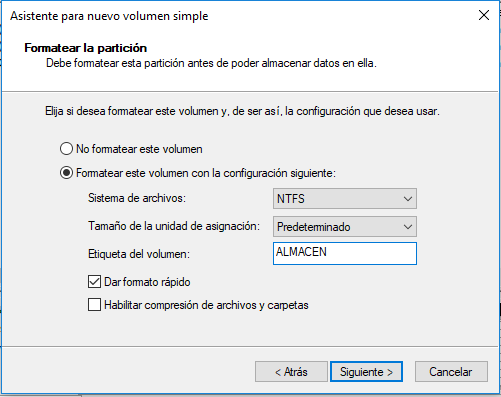 Asistente para nuevo volumen simple
Formatear la partición
Debe formatear esta partición antes de poder almacenar datos en ella.
Elija si desea formatear este volumen y, de ser así, la configuración que desea usar.
No formatear este volumen
Formatear este volumen con la configuración siguiente:
Sistema de archivos: NTFS
Tamaño de la unidad de asignación: Predeterminado
Etiqueta del volumen: ALMACEN
Dar formato rápido
Habilitar compresión de archivos y carpetas
< Atrás Siguiente > Cancelar